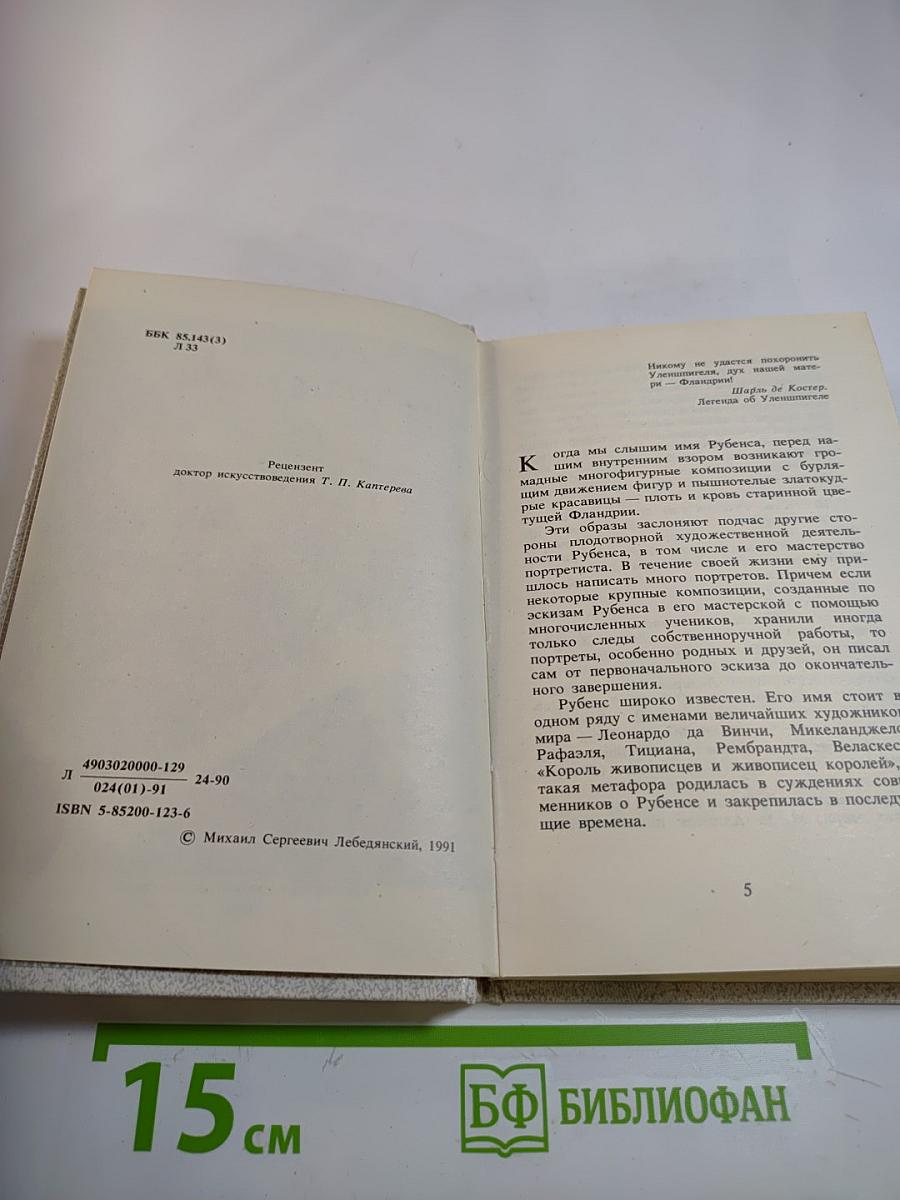 ББК 85.143(3)
Л 33
Рецензент
доктор искусствоведения Т. П. Каптерева
Л 4903020000-129 24-90
024(01)-91
ISBN 5-85200-123-6
© Михаил Сергеевич Лебедянский, 1991
Никому не удастся похоронить
Уленшпигеля, дух нашей мате-
ри — Фландрии!
Шарль де Костер.
Легенда об Уленшпигеле
Когда мы слышим имя Рубенса, перед на-
шим внутренним взором возникают гро-
мадные многофигурные композиции с бурля-
щим движением фигур и пышнотелые златокуд-
рые красавицы — плоть и кровь старинной цве-
тущей Фландрии.
Эти образы заслоняют подчас другие сто-
роны плодотворной художественной деятель-
ности Рубенса, в том числе и его мастерство
портретиста. В течение своей жизни ему при-
шлось написать много портретов. Причем если
некоторые крупные композиции, созданные по
эскизам Рубенса в его мастерской с помощью
многочисленных учеников, хранили иногда
только следы собственноручной работы, то
портреты, особенно родных и друзей, он писал
сам от первоначального эскиза до окончатель-
ного завершения.
Рубенс широко известен. Его имя стоит в
одном ряду с именами величайших художников
мира — Леонардо да Винчи, Микеланджело
Рафаэля, Тициана, Рембрандта, Веласкес
«Король живописцев и живописец королей»,
такая метафора родилась в суждениях совр
менников о Рубенсе и закрепилась в послед
щие времена.
5
15 см
БФ БИБЛИОФАН